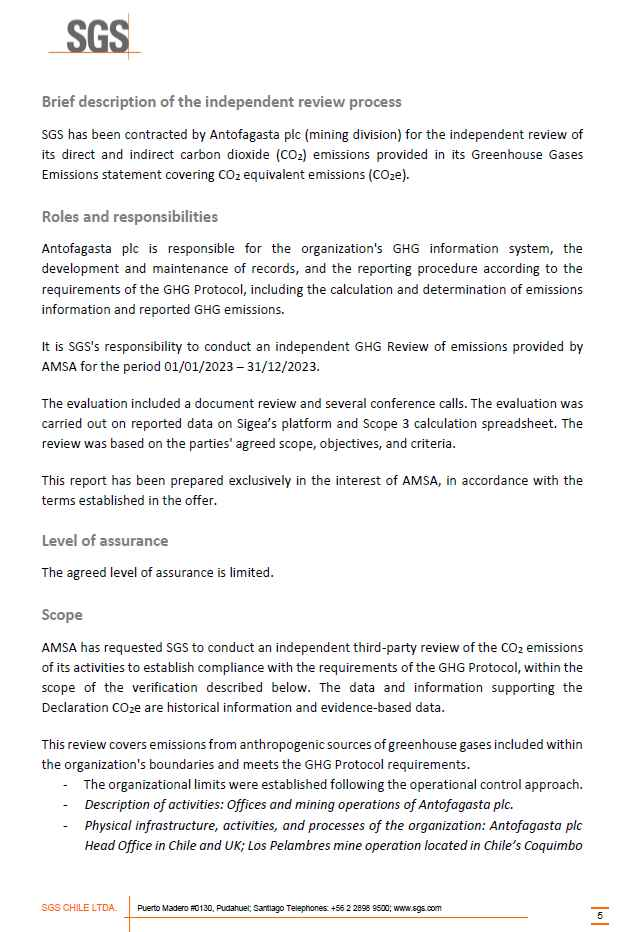 SGS
Brief description of the independent review process
SGS has been contracted by Antofagasta plc (mining division) for the independent review of
its direct and indirect carbon dioxide (CO₂) emissions provided in its Greenhouse Gases
Emissions statement covering CO₂ equivalent emissions (CO₂e).
Roles and responsibilities
Antofagasta plc is responsible for the organization's GHG information system, the
development and maintenance of records, and the reporting procedure according to the
requirements of the GHG Protocol, including the calculation and determination of emissions
information and reported GHG emissions.
It is SGS's responsibility to conduct an independent GHG Review of emissions provided by
AMSA for the period 01/01/2023 – 31/12/2023.
The evaluation included a document review and several conference calls. The evaluation was
carried out on reported data on Sigea’s platform and Scope 3 calculation spreadsheet. The
review was based on the parties' agreed scope, objectives, and criteria.
This report has been prepared exclusively in the interest of AMSA, in accordance with the
terms established in the offer.
Level of assurance
The agreed level of assurance is limited.
Scope
AMSA has requested SGS to conduct an independent third-party review of the CO₂ emissions
of its activities to establish compliance with the requirements of the GHG Protocol, within the
scope of the verification described below. The data and information supporting the
Declaration CO₂e are historical information and evidence-based data.
This review covers emissions from anthropogenic sources of greenhouse gases included within
the organization's boundaries and meets the GHG Protocol requirements.
- The organizational limits were established following the operational control approach.
- Description of activities: Offices and mining operations of Antofagasta plc.
- Physical infrastructure, activities, and processes of the organization: Antofagasta plc
Head Office in Chile and UK; Los Pelambres mine operation located in Chile’s Coquimbo
SGS CHILE LTDA. Puerto Madero #0130, Pudahuel; Santiago Telephones: +56 2 2898 9500; www.sgs.com
5